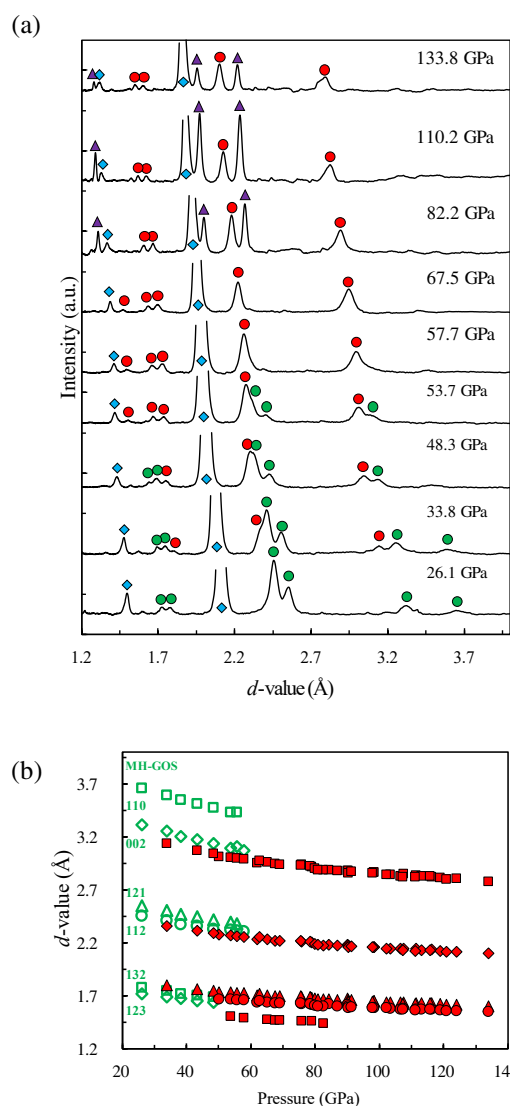 (a)
133.8 GPa
110.2 GPa
82.2 GPa
67.5 GPa
57.7 GPa
53.7 GPa
48.3 GPa
33.8 GPa
26.1 GPa
Intensity (a.u.)
1.2 1.7 2.2 2.7 3.2 3.7
d-value (Å)
(b)
MH-GOS
110
002
121
112
132
123
3.7
3.2
2.7
2.2
1.7
1.2
d-value (Å)
20 40 60 80 100 120 14
Pressure (GPa)